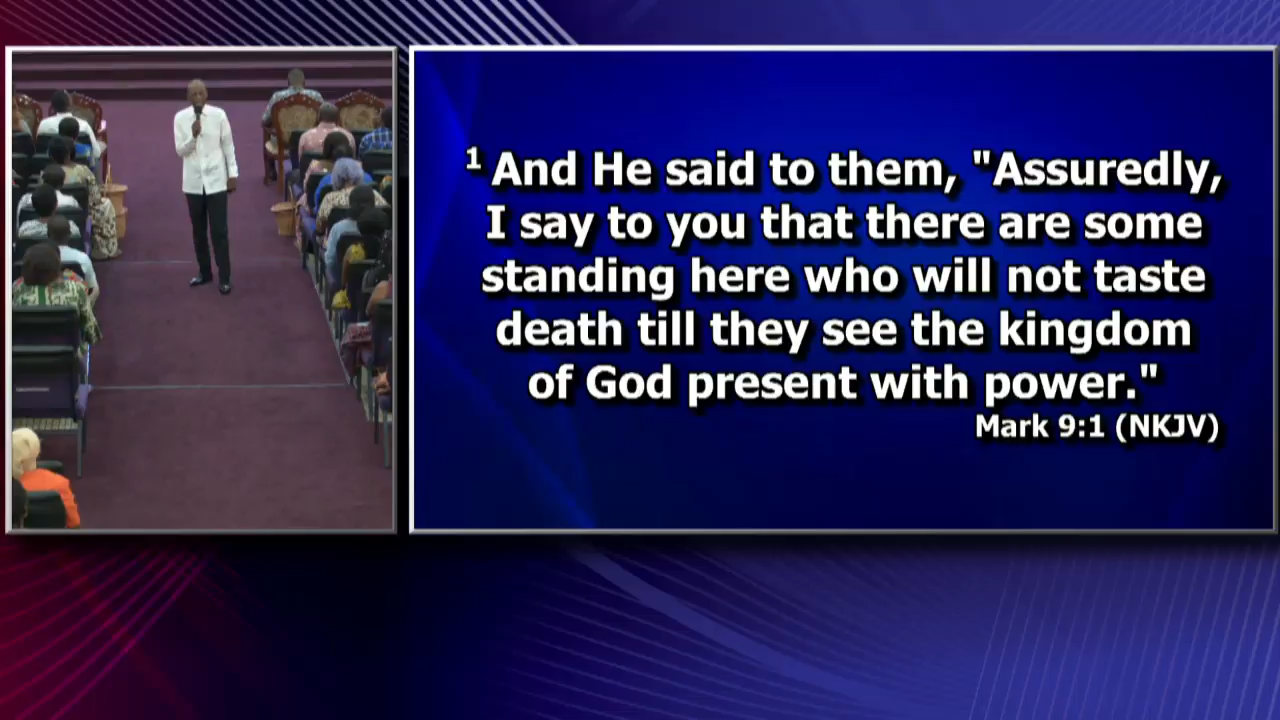 1 And He said to them, "Assuredly,
I say to you that there are some
standing here who will not taste
death till they see the kingdom
of God present with power."
Mark 9:1 (NKJV)